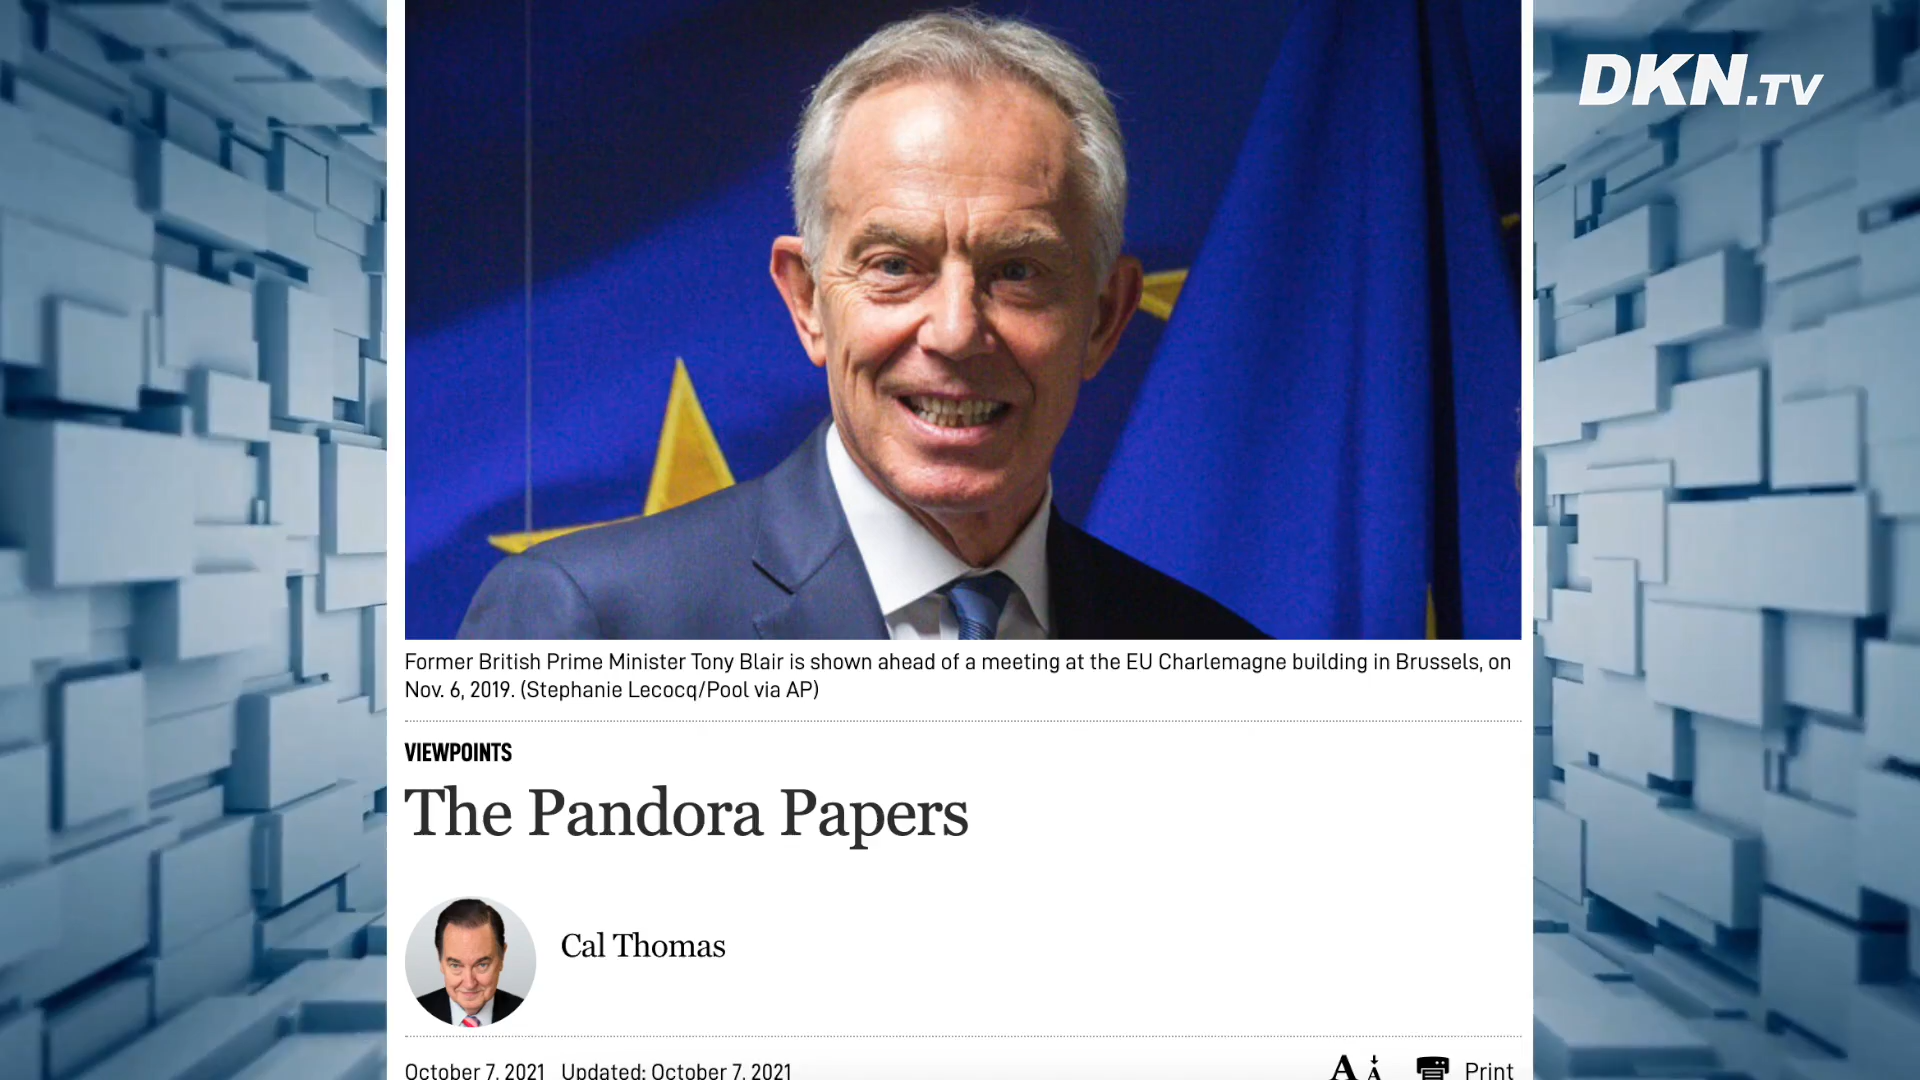 DKN.TV
Former British Prime Minister Tony Blair is shown ahead of a meeting at the EU Charlemagne building in Brussels, on
Nov. 6, 2019. (Stephanie Lecocq/Pool via AP)
VIEWPOINTS
The Pandora Papers
Cal Thomas
October 7, 2021 Updated: October 7, 2021
A A Print